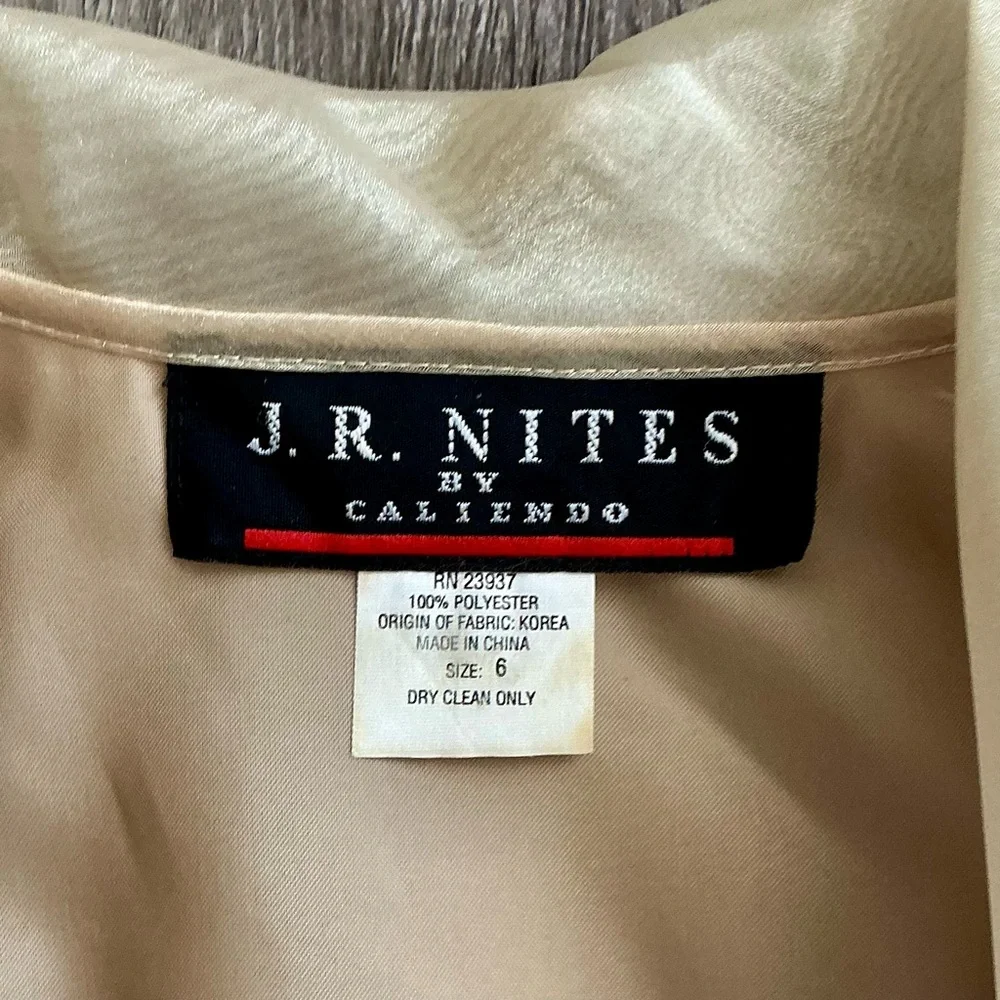 J. R. NITES
BY
CALIENDO
RN 23937
100% POLYESTER
ORIGIN OF FABRIC: KOREA
MADE IN CHINA
SIZE: 6
DRY CLEAN ONLY